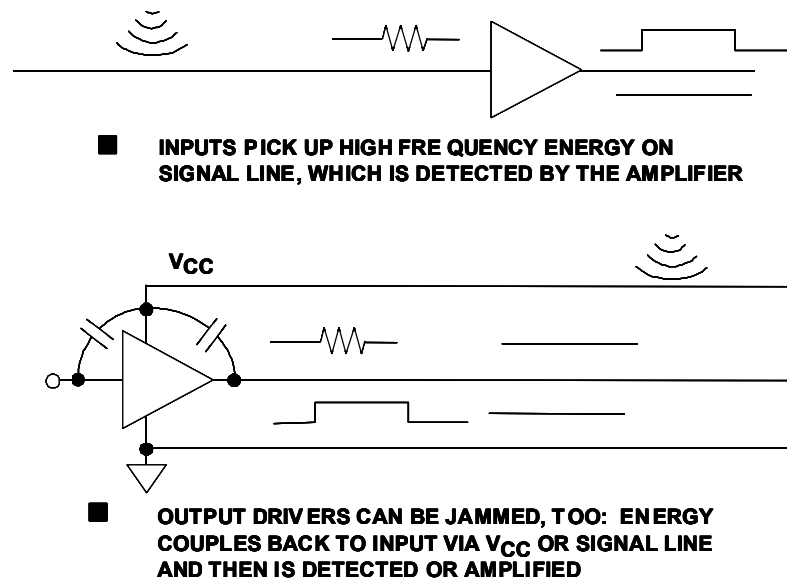 INPUTS PICK UP HIGH FRE QUENCY ENERGY ON
SIGNAL LINE, WHICH IS DETECTED BY THE AMPLIFIER
VCC
OUTPUT DRIVERS CAN BE JAMMED, TOO: ENERGY
COUPLES BACK TO INPUT VIA VCC OR SIGNAL LINE
AND THEN IS DETECTED OR AMPLIFIED